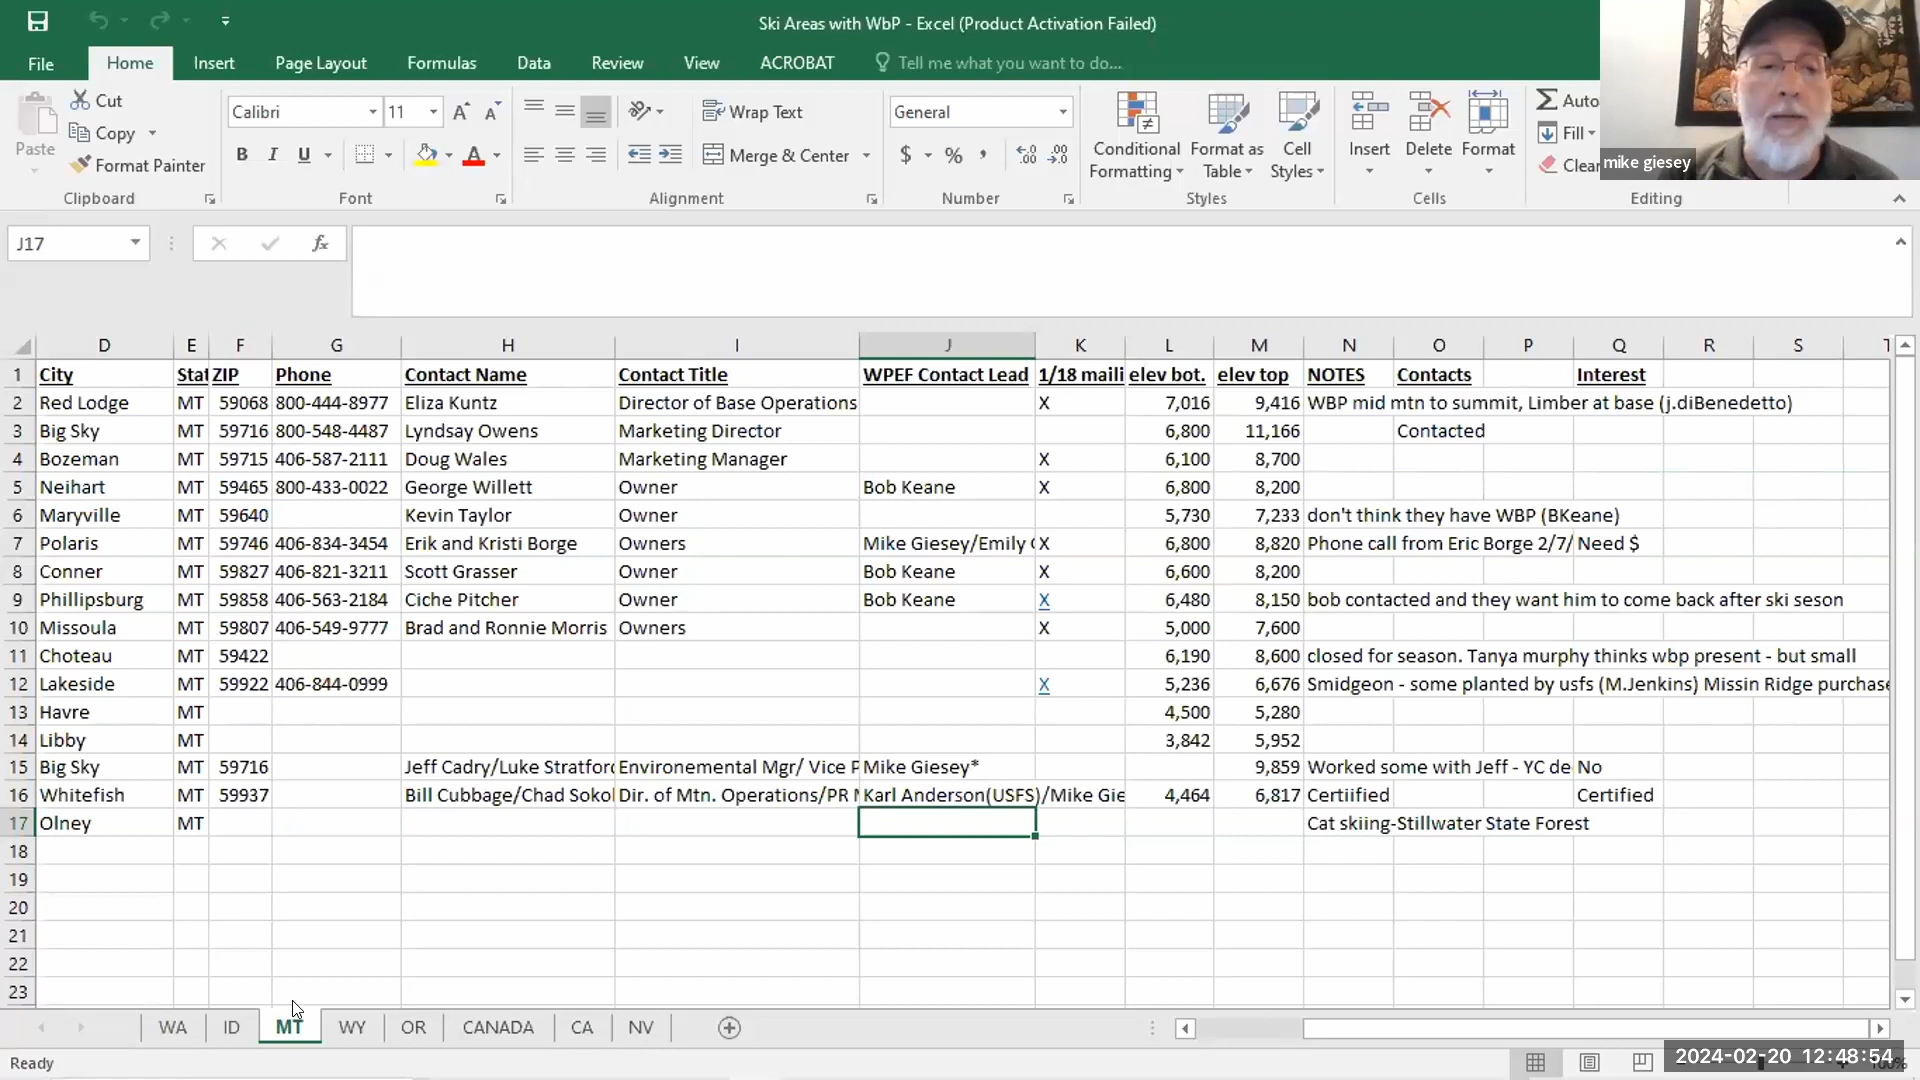 Ski Areas with WbP - Excel (Product Activation Failed)
File Home Insert Page Layout Formulas Data Review View ACROBAT Tell me what you want to do...
Paste Cut Copy Format Painter Clipboard
Calibri 11 A A B I U A Font
Wrap Text Merge & Center Alignment
General $ % , Number
Conditional Formatting Format as Table Cell Styles Styles
Insert Delete Format Cells
Auto Fill Clear Editing
mike giesey
J17 fx
D E F G H I J K L M N O P Q R S T
1 City Stat ZIP Phone Contact Name Contact Title WPEF Contact Lead 1/18 maili elev bot. elev top NOTES Contacts Interest
2 Red Lodge MT 59068 800-444-8977 Eliza Kuntz Director of Base Operations X 7,016 9,416 WBP mid mtn to summit, Limber at base (j.diBenedetto)
3 Big Sky MT 59716 800-548-4487 Lyndsay Owens Marketing Director 6,800 11,166 Contacted
4 Bozeman MT 59715 406-587-2111 Doug Wales Marketing Manager X 6,100 8,700
5 Neihart MT 59465 800-433-0022 George Willett Owner Bob Keane X 6,800 8,200
6 Maryville MT 59640 Kevin Taylor Owner 5,730 7,233 don't think they have WBP (BKeane)
7 Polaris MT 59746 406-834-3454 Erik and Kristi Borge Owners Mike Giesey/Emily X 6,800 8,820 Phone call from Eric Borge 2/7/ Need $
8 Conner MT 59827 406-821-3211 Scott Grasser Owner Bob Keane X 6,600 8,200
9 Phillipsburg MT 59858 406-563-2184 Ciche Pitcher Owner Bob Keane X 6,480 8,150 bob contacted and they want him to come back after ski seson
10 Missoula MT 59807 406-549-9777 Brad and Ronnie Morris Owners X 5,000 7,600
11 Choteau MT 59422 6,190 8,600 closed for season. Tanya murphy thinks wbp present - but small
12 Lakeside MT 59922 406-844-0999 X 5,236 6,676 Smidgeon - some planted by usfs (M.Jenkins) Missin Ridge purchase
13 Havre MT 4,500 5,280
14 Libby MT 3,842 5,952
15 Big Sky MT 59716 Jeff Cadry/Luke Stratford Environemental Mgr/ Vice P Mike Giesey* 9,859 Worked some with Jeff - YC de No
16 Whitefish MT 59937 Bill Cubbage/Chad Sokol Dir. of Mtn. Operations/PR M Karl Anderson(USFS)/Mike Gie 4,464 6,817 Certiified Certified
17 Olney MT Cat skiing-Stillwater State Forest
18
19
20
21
22
23
WA ID MT WY OR CANADA CA NV
Ready
2024-02-20 12:48:54